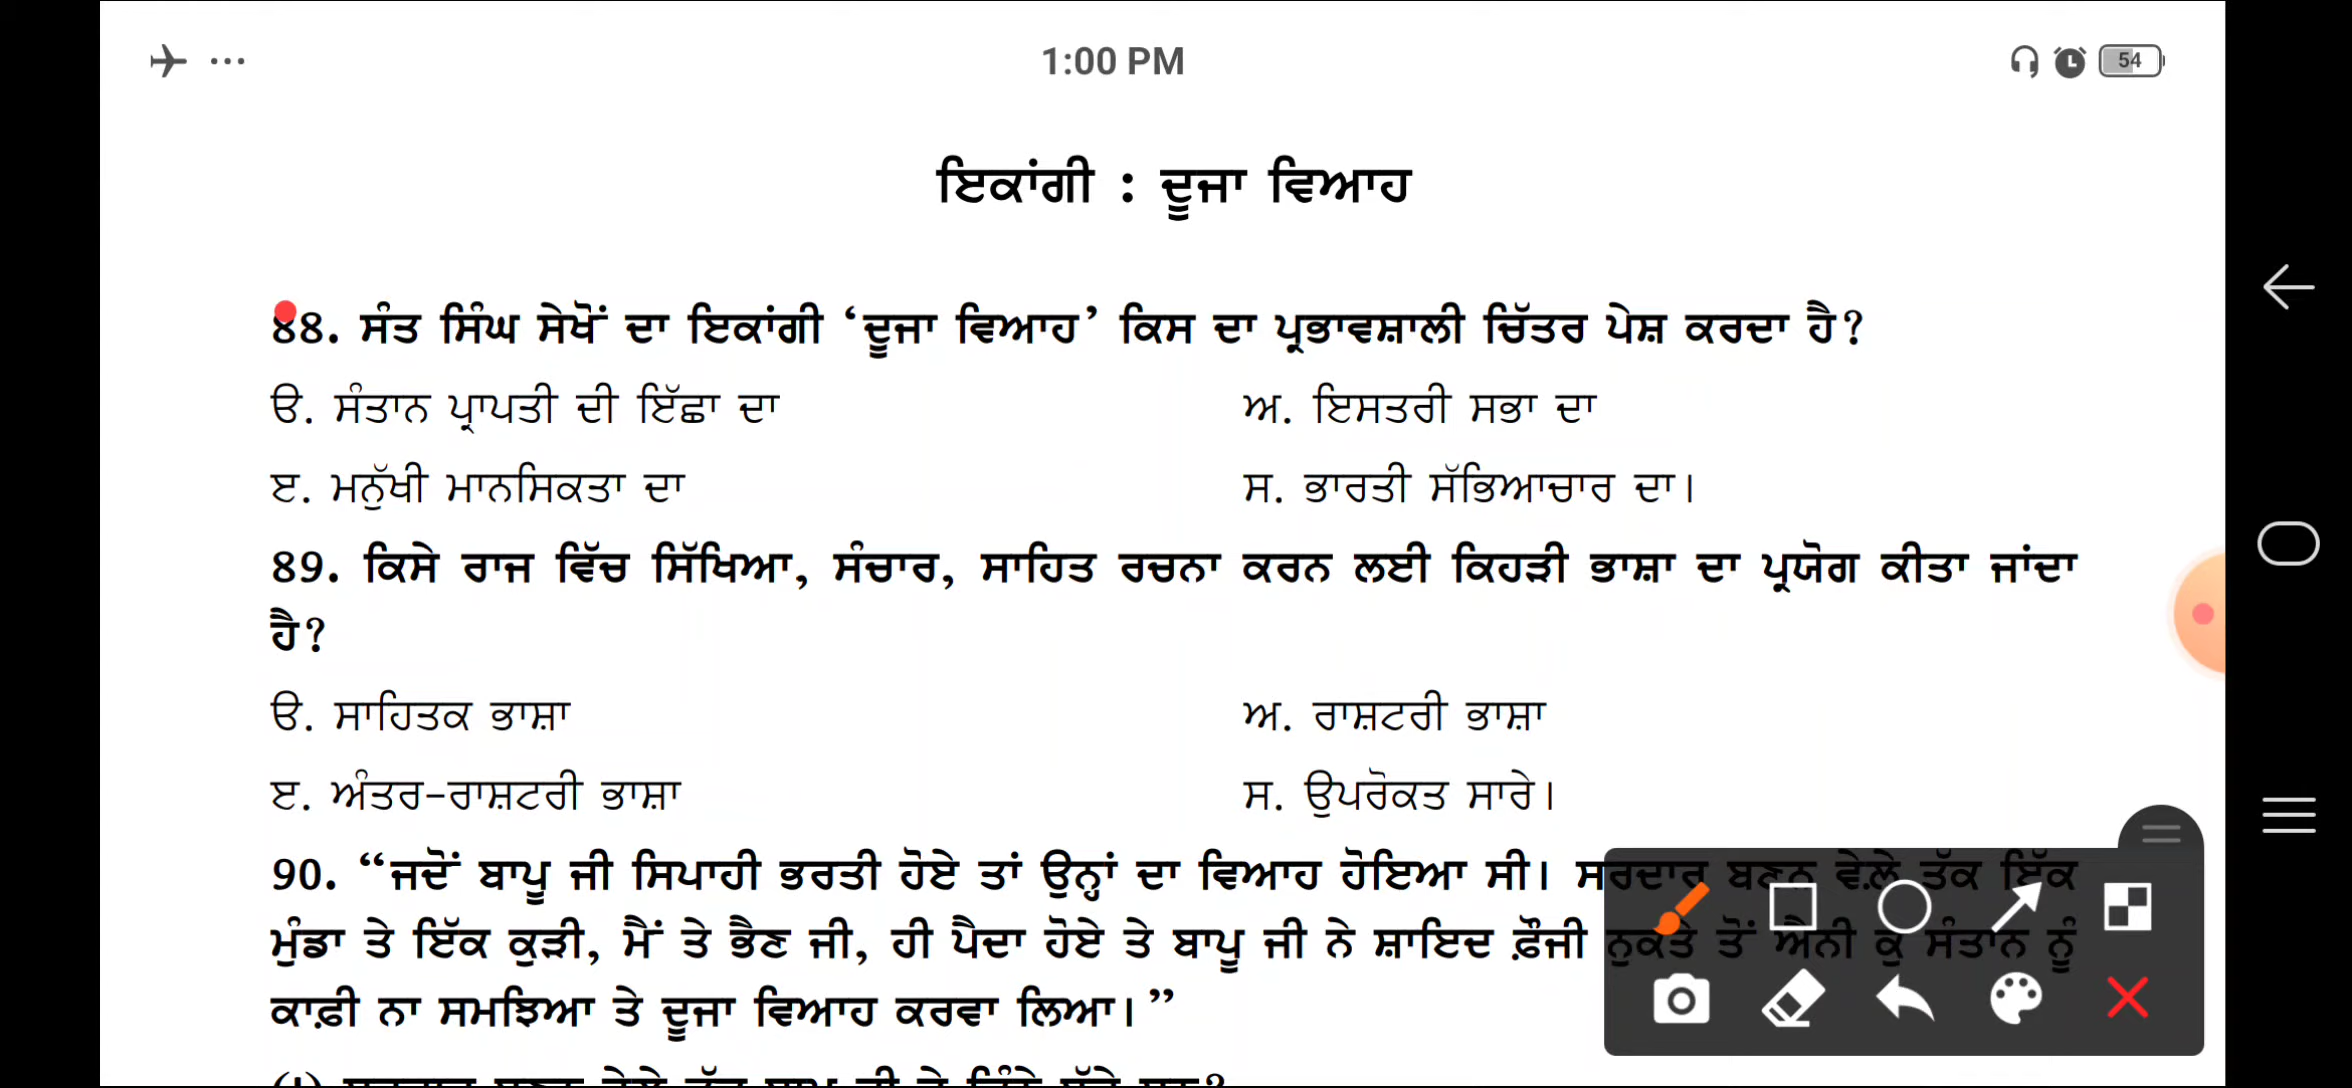 1:00 PM
54
ਇਕਾਂਗੀ : ਦੂਜਾ ਵਿਆਹ
88. ਸੰਤ ਸਿੰਘ ਸੇਖੋਂ ਦਾ ਇਕਾਂਗੀ ‘ਦੂਜਾ ਵਿਆਹ’ ਕਿਸ ਦਾ ਪ੍ਰਭਾਵਸ਼ਾਲੀ ਚਿੱਤਰ ਪੇਸ਼ ਕਰਦਾ ਹੈ?
ੳ. ਸੰਤਾਨ ਪ੍ਰਾਪਤੀ ਦੀ ਇੱਛਾ ਦਾ ਅ. ਇਸਤਰੀ ਸਭਾ ਦਾ
ੲ. ਮਨੁੱਖੀ ਮਾਨਸਿਕਤਾ ਦਾ ਸ. ਭਾਰਤੀ ਸੱਭਿਆਚਾਰ ਦਾ।
89. ਕਿਸੇ ਰਾਜ ਵਿੱਚ ਸਿੱਖਿਆ, ਸੰਚਾਰ, ਸਾਹਿਤ ਰਚਨਾ ਕਰਨ ਲਈ ਕਿਹੜੀ ਭਾਸ਼ਾ ਦਾ ਪ੍ਰਯੋਗ ਕੀਤਾ ਜਾਂਦਾ
ਹੈ?
ੳ. ਸਾਹਿਤਕ ਭਾਸ਼ਾ ਅ. ਰਾਸ਼ਟਰੀ ਭਾਸ਼ਾ
ੲ. ਅੰਤਰ-ਰਾਸ਼ਟਰੀ ਭਾਸ਼ਾ ਸ. ਉਪਰੋਕਤ ਸਾਰੇ।
90. “ਜਦੋਂ ਬਾਪੂ ਜੀ ਸਿਪਾਹੀ ਭਰਤੀ ਹੋਏ ਤਾਂ ਉਨ੍ਹਾਂ ਦਾ ਵਿਆਹ ਹੋਇਆ ਸੀ। ਸਰਦਾਰ ਬਣਨ ਵੇਲੇ ਤੱਕ ਇੱਕ
ਮੁੰਡਾ ਤੇ ਇੱਕ ਕੁੜੀ, ਮੈਂ ਤੇ ਭੈਣ ਜੀ, ਹੀ ਪੈਦਾ ਹੋਏ ਤੇ ਬਾਪੂ ਜੀ ਨੇ ਸ਼ਾਇਦ ਫ਼ੌਜੀ ਨੁਕਤੇ ਤੋਂ ਐਨੀ ਕੁ ਸੰਤਾਨ ਨੂੰ
ਕਾਫ਼ੀ ਨਾ ਸਮਝਿਆ ਤੇ ਦੂਜਾ ਵਿਆਹ ਕਰਵਾ ਲਿਆ।”